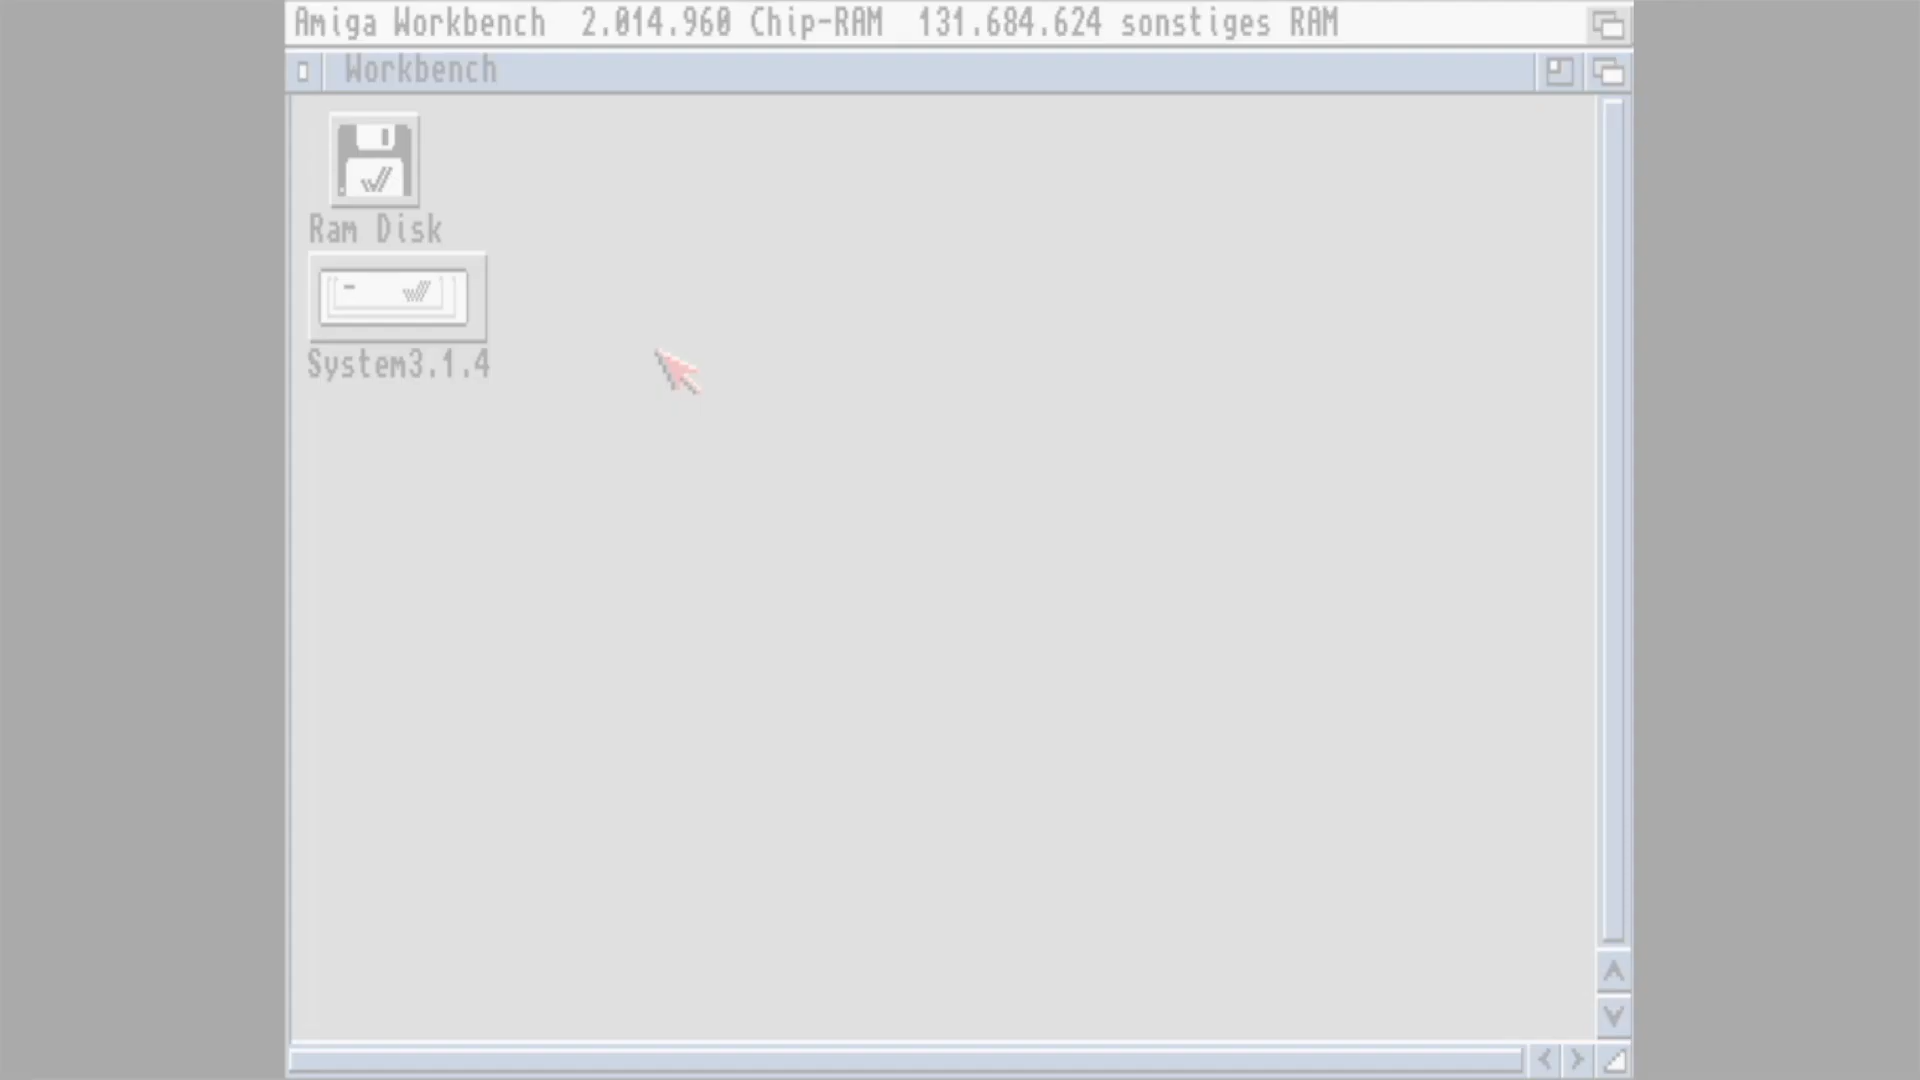 Amiga Workbench 2.014.960 Chip-RAM 131.684.624 sonstiges RAM
Workbench
Ram Disk
System3.1.4